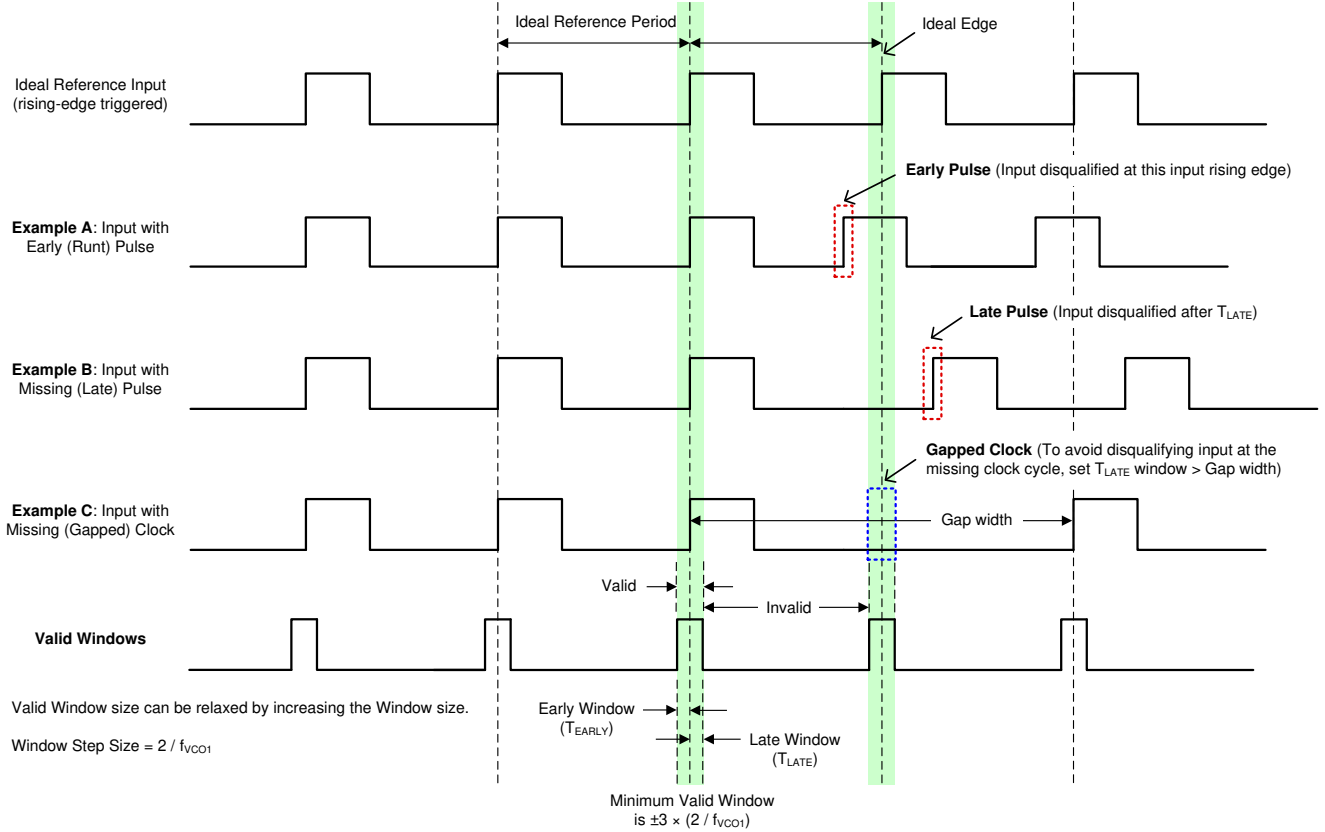 Ideal Reference Period
Ideal Edge
Ideal Reference Input
(rising-edge triggered)
Early Pulse (Input disqualified at this input rising edge)
Example A: Input with
Early (Runt) Pulse
Late Pulse (Input disqualified after TLATE)
Example B: Input with
Missing (Late) Pulse
Gapped Clock (To avoid disqualifying input at the
missing clock cycle, set TLATE window > Gap width)
Example C: Input with
Missing (Gapped) Clock
Gap width
Valid
Invalid
Valid Windows
Valid Window size can be relaxed by increasing the Window size.
Window Step Size = 2 / fVCO1
Early Window
(TEARLY)
Late Window
(TLATE)
Minimum Valid Window
is ±3 × (2 / fVCO1)